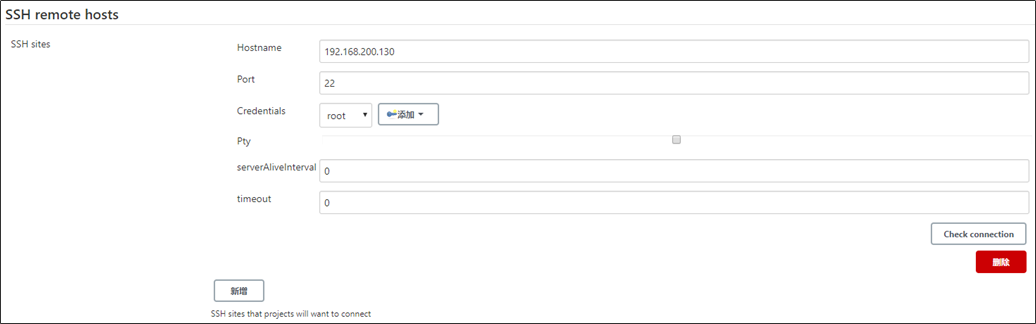 SSH remote hosts
SSH sites
Hostname
192.168.200.130
Port
22
Credentials
root
添加
Pty
serverAliveInterval
0
timeout
0
Check connection
删除
新增
SSH sites that projects will want to connect